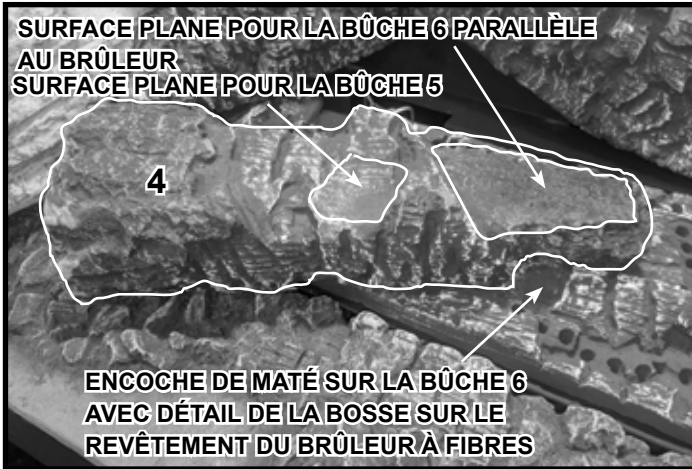 SURFACE PLANE POUR LA BÛCHE 6 PARALLÈLE
AU BRÛLEUR
SURFACE PLANE POUR LA BÛCHE 5
4
ENCOCHE DE MATÉ SUR LA BÛCHE 6
AVEC DÉTAIL DE LA BOSSE SUR LE
REVÊTEMENT DU BRÛLEUR À FIBRES